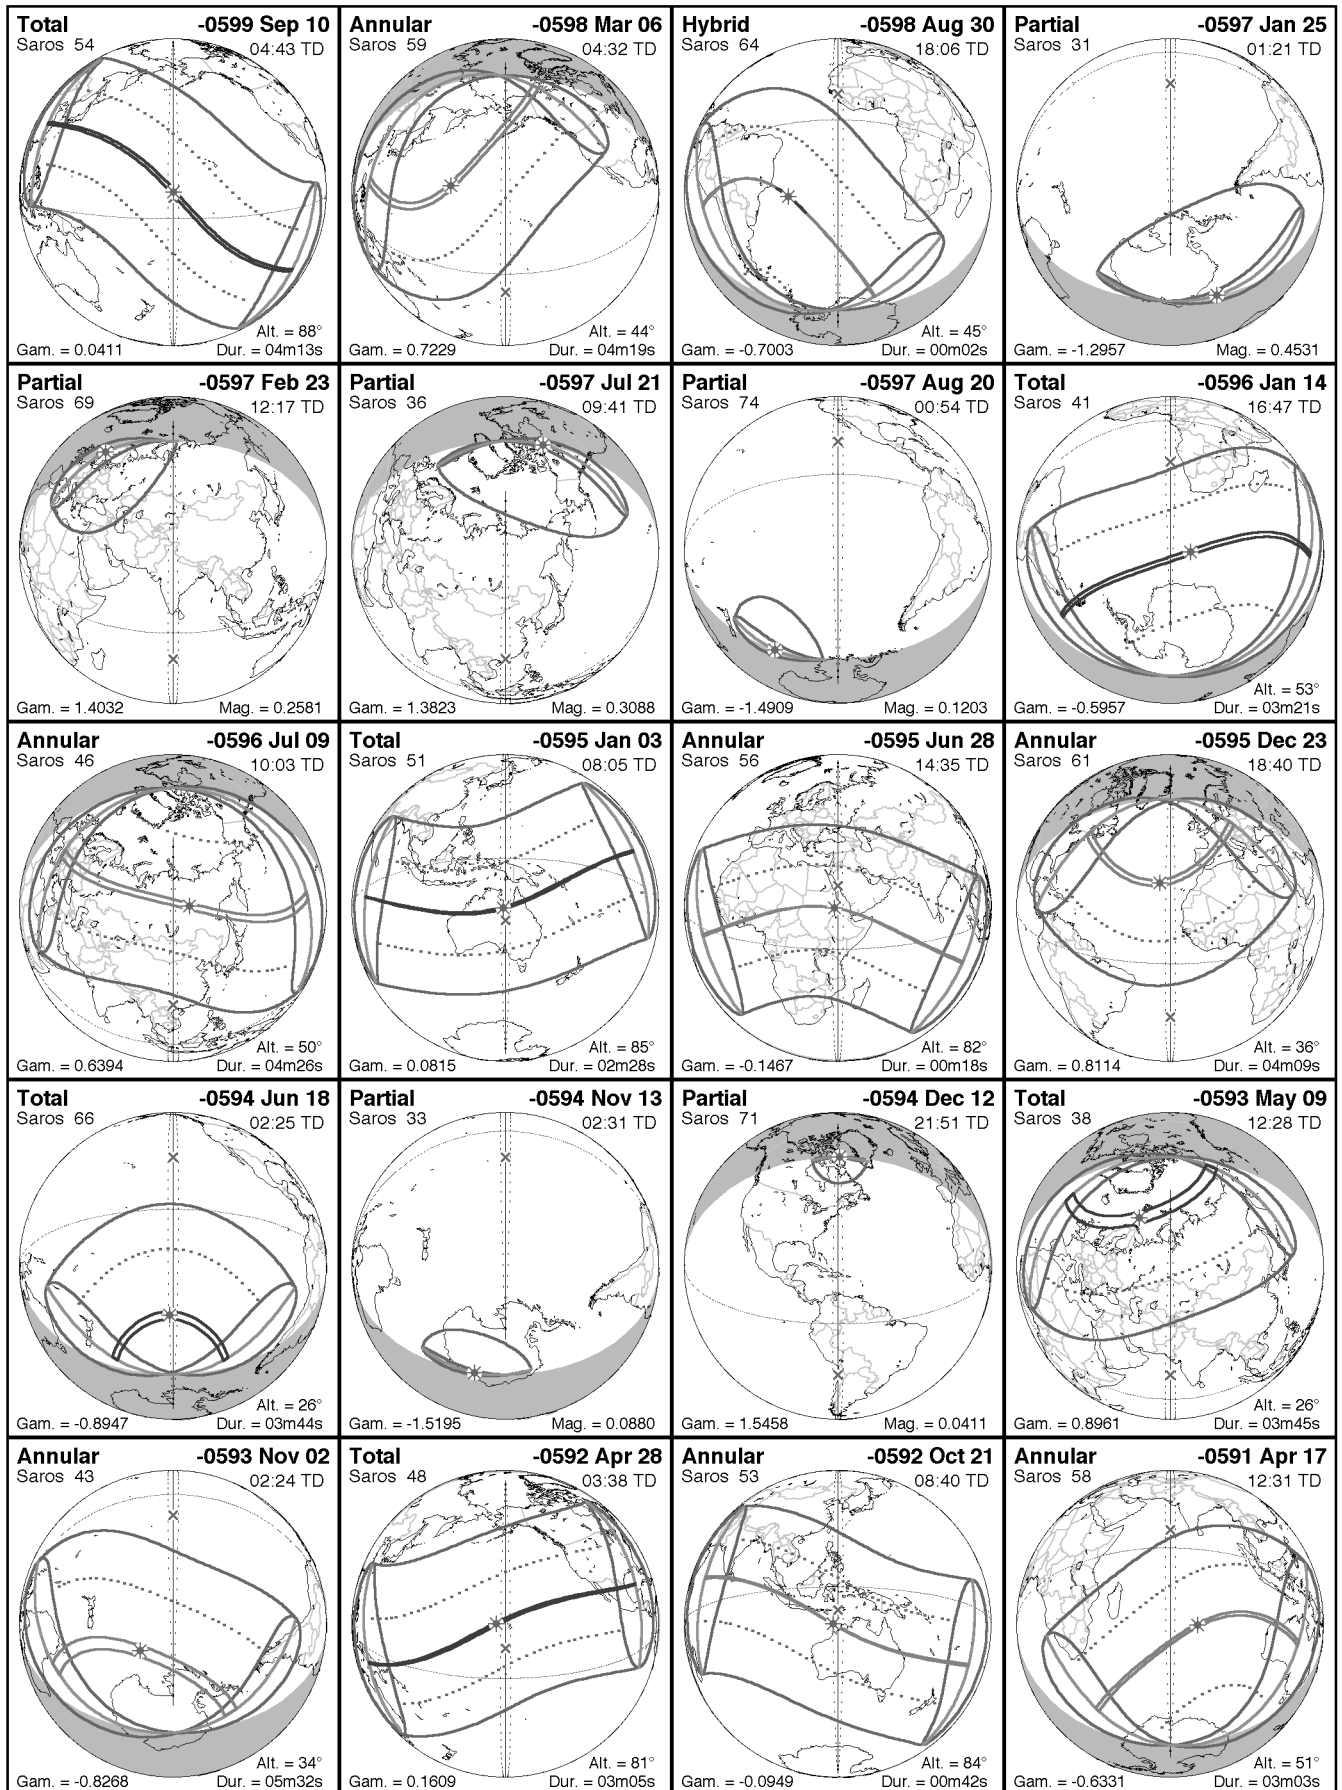 Total -0599 Sep 10
Saros 54 04:43 TD
Alt. = 88°
Gam. = 0.0411 Dur. = 04m13s
Annular -0598 Mar 06
Saros 59 04:32 TD
Alt. = 44°
Gam. = 0.7229 Dur. = 04m19s
Hybrid -0598 Aug 30
Saros 64 18:06 TD
Alt. = 45°
Gam. = -0.7003 Dur. = 00m02s
Partial -0597 Jan 25
Saros 31 01:21 TD
Gam. = -1.2957 Mag. = 0.4531
Partial -0597 Feb 23
Saros 69 12:17 TD
Gam. = 1.4032 Mag. = 0.2581
Partial -0597 Jul 21
Saros 36 09:41 TD
Gam. = 1.3823 Mag. = 0.3088
Partial -0597 Aug 20
Saros 74 00:54 TD
Gam. = -1.4909 Mag. = 0.1203
Total -0596 Jan 14
Saros 41 16:47 TD
Alt. = 53°
Gam. = -0.5957 Dur. = 03m21s
Annular -0596 Jul 09
Saros 46 10:03 TD
Alt. = 50°
Gam. = 0.6394 Dur. = 04m26s
Total -0595 Jan 03
Saros 51 08:05 TD
Alt. = 85°
Gam. = 0.0815 Dur. = 02m28s
Annular -0595 Jun 28
Saros 56 14:35 TD
Alt. = 82°
Gam. = -0.1467 Dur. = 00m18s
Annular -0595 Dec 23
Saros 61 18:40 TD
Alt. = 36°
Gam. = 0.8114 Dur. = 04m09s
Total -0594 Jun 18
Saros 66 02:25 TD
Alt. = 26°
Gam. = -0.8947 Dur. = 03m44s
Partial -0594 Nov 13
Saros 33 02:31 TD
Gam. = -1.5195 Mag. = 0.0880
Partial -0594 Dec 12
Saros 71 21:51 TD
Gam. = 1.5458 Mag. = 0.0411
Total -0593 May 09
Saros 38 12:28 TD
Alt. = 26°
Gam. = 0.8961 Dur. = 03m45s
Annular -0593 Nov 02
Saros 43 02:24 TD
Alt. = 34°
Gam. = -0.8268 Dur. = 05m32s
Total -0592 Apr 28
Saros 48 03:38 TD
Alt. = 81°
Gam. = 0.1609 Dur. = 03m05s
Annular -0592 Oct 21
Saros 53 08:40 TD
Alt. = 84°
Gam. = -0.0949 Dur. = 00m42s
Annular -0591 Apr 17
Saros 58 12:31 TD
Alt. = 51°
Gam. = -0.6331 Dur. = 03m03s